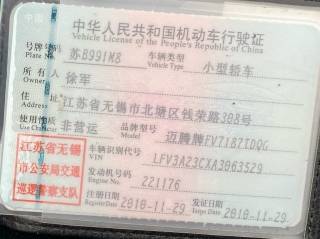 中华人民共和国机动车行驶证
Vehicle License of the People's Republic of China
号牌号码 苏B991M8 车辆类型 小型轿车
Plate No. Vehicle Type
所有人 徐军
Owner
住址 江苏省无锡市北塘区钱荣路308号
Address
使用性质 非营运 品牌型号 迈腾牌FV7187TDQG
Use Character Model
江苏省无锡
市公安局交通
巡逻警察支队
车辆识别代号 LFV3A23CXA3063529
VIN
发动机号码 221176
Engine No.
注册日期 2010-11-29 发证日期 2010-11-29
Register Date Issue Date